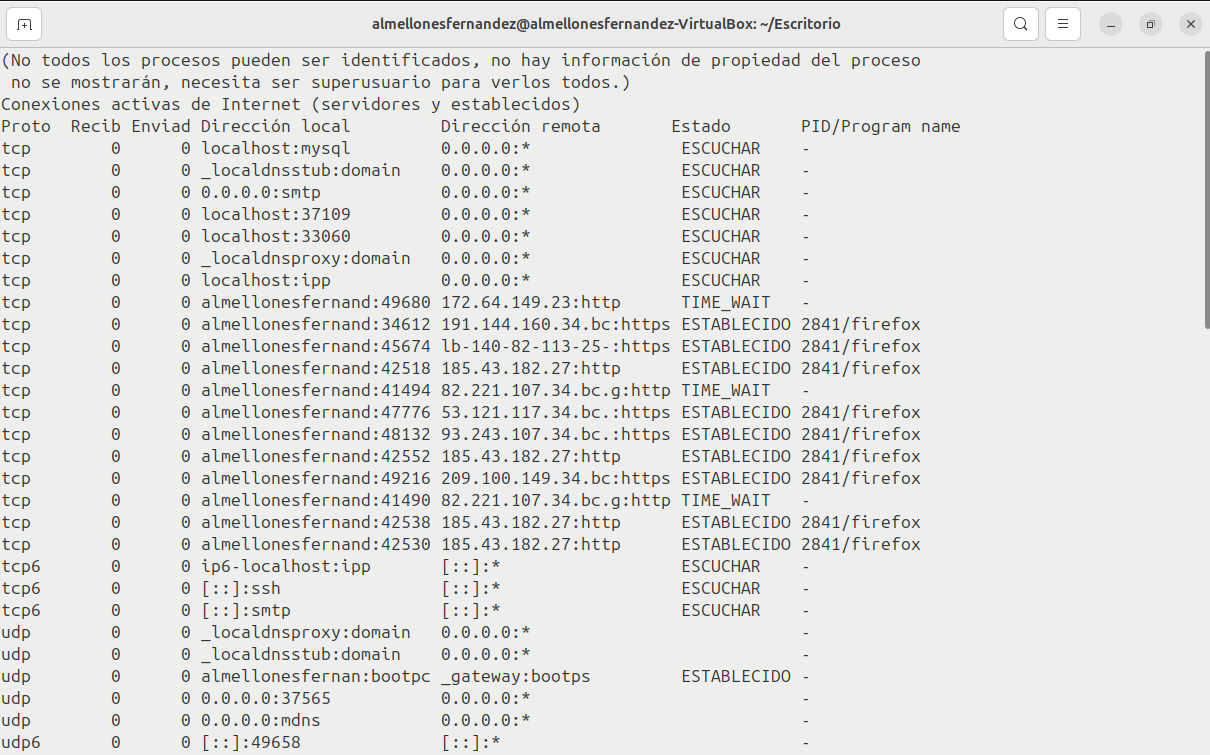 almellonesfernandez@almellonesfernandez-VirtualBox: ~/Escritorio
(No todos los procesos pueden ser identificados, no hay información de propiedad del proceso
 no se mostrarán, necesita ser superusuario para verlos todos.)
Conexiones activas de Internet (servidores y establecidos)
Proto  Recib Enviad Dirección local         Dirección remota       Estado       PID/Program name
tcp        0      0 localhost:mysql         0.0.0.0:*               ESCUCHAR    -
tcp        0      0 _localdnsstub:domain    0.0.0.0:*               ESCUCHAR    -
tcp        0      0 0.0.0.0:smtp            0.0.0.0:*               ESCUCHAR    -
tcp        0      0 localhost:37109         0.0.0.0:*               ESCUCHAR    -
tcp        0      0 localhost:33060         0.0.0.0:*               ESCUCHAR    -
tcp        0      0 _localdnsproxy:domain   0.0.0.0:*               ESCUCHAR    -
tcp        0      0 localhost:ipp           0.0.0.0:*               ESCUCHAR    -
tcp        0      0 almellonesfernand:49680 172.64.149.23:http      TIME_WAIT   -
tcp        0      0 almellonesfernand:34612 191.144.160.34.bc:https ESTABLECIDO 2841/firefox
tcp        0      0 almellonesfernand:45674 lb-140-82-113-25-:https ESTABLECIDO 2841/firefox
tcp        0      0 almellonesfernand:42518 185.43.182.27:http      ESTABLECIDO 2841/firefox
tcp        0      0 almellonesfernand:41494 82.221.107.34.bc.g:http TIME_WAIT   -
tcp        0      0 almellonesfernand:47776 53.121.117.34.bc.:https ESTABLECIDO 2841/firefox
tcp        0      0 almellonesfernand:48132 93.243.107.34.bc.:https ESTABLECIDO 2841/firefox
tcp        0      0 almellonesfernand:42552 185.43.182.27:http      ESTABLECIDO 2841/firefox
tcp        0      0 almellonesfernand:49216 209.100.149.34.bc:https ESTABLECIDO 2841/firefox
tcp        0      0 almellonesfernand:41490 82.221.107.34.bc.g:http TIME_WAIT   -
tcp        0      0 almellonesfernand:42538 185.43.182.27:http      ESTABLECIDO 2841/firefox
tcp        0      0 almellonesfernand:42530 185.43.182.27:http      ESTABLECIDO 2841/firefox
tcp6       0      0 ip6-localhost:ipp       [::]:*                  ESCUCHAR    -
tcp6       0      0 [::]:ssh                [::]:*                  ESCUCHAR    -
tcp6       0      0 [::]:smtp               [::]:*                  ESCUCHAR    -
udp        0      0 _localdnsproxy:domain   0.0.0.0:*                           -
udp        0      0 _localdnsstub:domain    0.0.0.0:*                           -
udp        0      0 almellonesfernan:bootpc _gateway:bootps         ESTABLECIDO -
udp        0      0 0.0.0.0:37565           0.0.0.0:*                           -
udp        0      0 0.0.0.0:mdns            0.0.0.0:*                           -
udp6       0      0 [::]:49658              [::]:*                              -